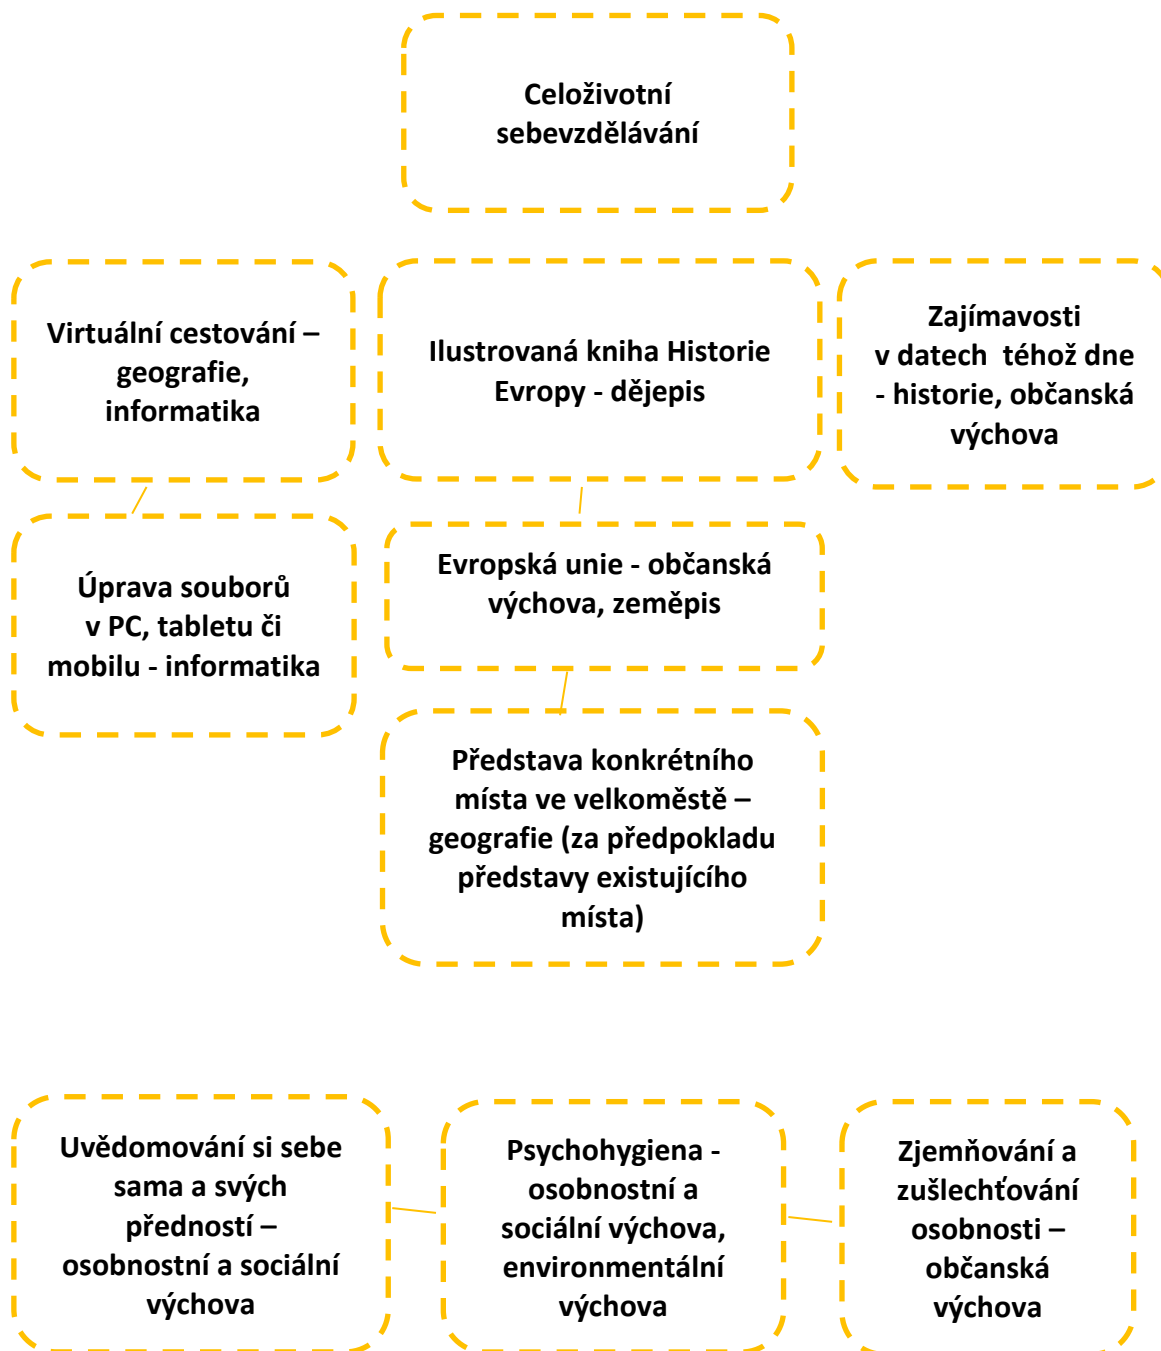 Celoživotní
sebevzdělávání
Virtuální cestování –
geografie,
informatika
Ilustrovaná kniha Historie
Evropy - dějepis
Zajímavosti
v datech  téhož dne
- historie, občanská
výchova
Úprava souborů
v PC, tabletu či
mobilu - informatika
Evropská unie - občanská
výchova, zeměpis
Představa konkrétního
místa ve velkoměstě –
geografie (za předpokladu
představy existujícího
místa)
Uvědomování si sebe
sama a svých
předností –
osobnostní a sociální
výchova
Psychohygiena -
osobnostní a
sociální výchova,
environmentální
výchova
Zjemňování a
zušlechťování
osobnosti –
občanská
výchova